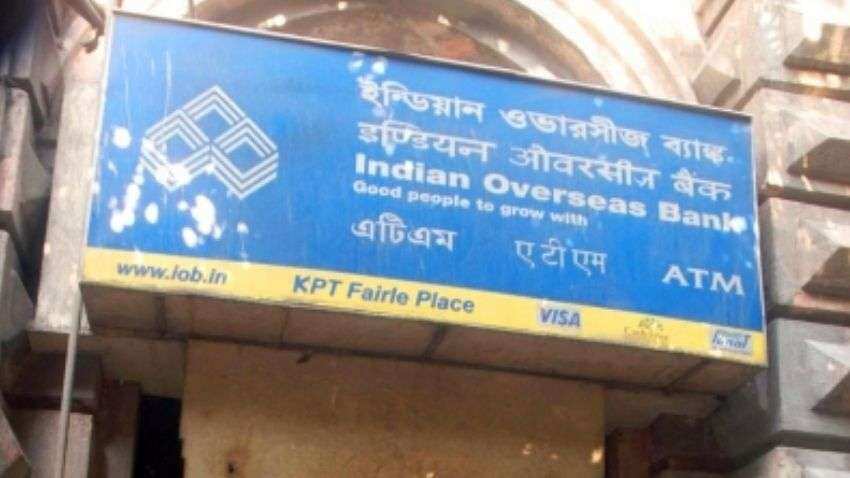 ইন্ডিয়ান ওভারসীজ্ ব্যাঙ্ক
इण्डियन ओवरसीज बैंक
Indian Overseas Bank
Good people to grow with
এটিএম ए टी एम ATM
www.iob.in KPT Fairle Place VISA